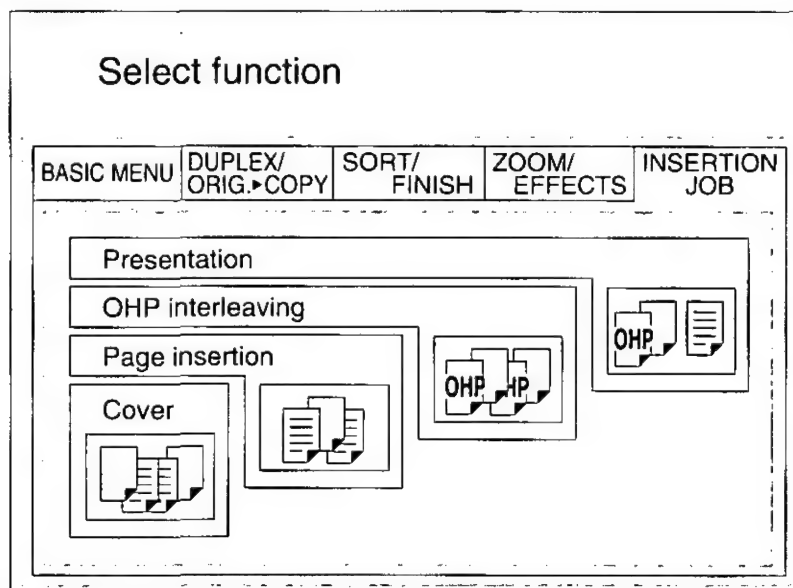 Select function
BASIC MENU
DUPLEX/
ORIG.▸COPY
SORT/
FINISH
ZOOM/
EFFECTS
INSERTION
JOB
Presentation
OHP
OHP interleaving
OHP HP
Page insertion
Cover